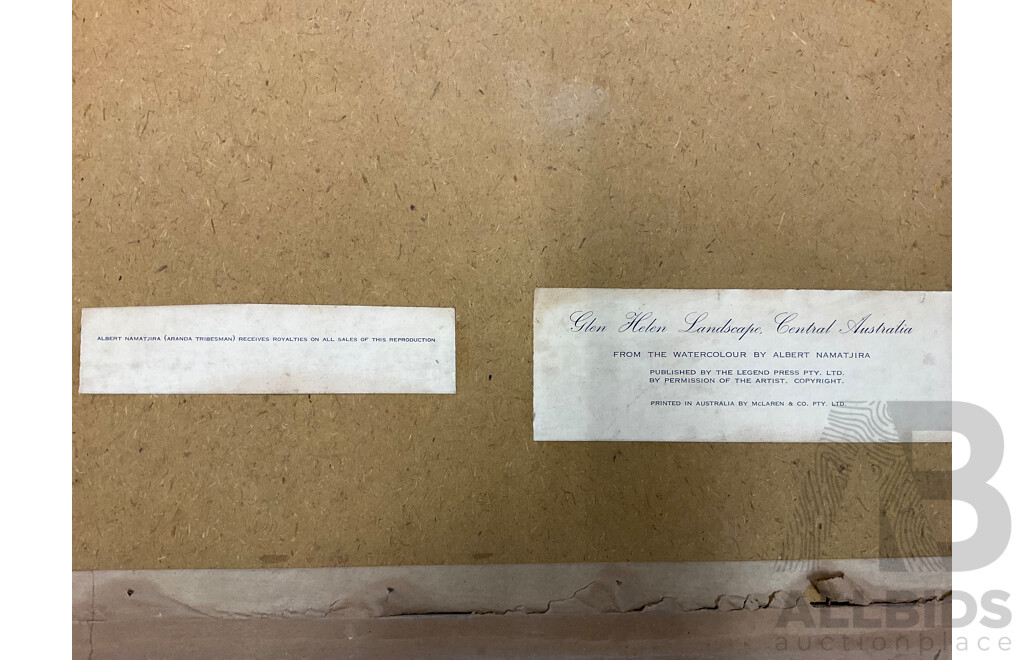 ALBERT NAMATJIRA (ARANDA TRIBESMAN) RECEIVES ROYALTIES ON ALL SALES OF THIS REPRODUCTION
Glen Helen Landscape, Central Australia
FROM THE WATERCOLOUR BY ALBERT NAMATJIRA
PUBLISHED BY THE LEGEND PRESS PTY. LTD.
BY PERMISSION OF THE ARTIST. COPYRIGHT.
PRINTED IN AUSTRALIA BY McLAREN & CO. PTY. LTD.
AB
ALLBIDS
auctionplace